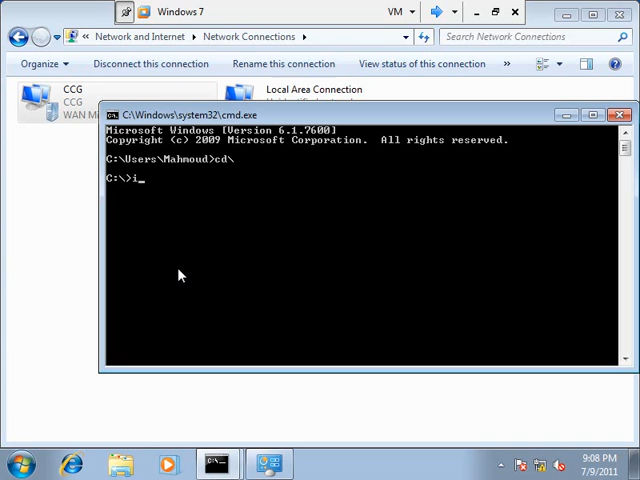 Windows 7
VM
Network and Internet
Network Connections
Search Network Connections
Organize
Disconnect this connection
Rename this connection
View status of this connection
»
CCG
CCG
WAN Mi
Local Area Connection
C:\Windows\system32\cmd.exe
Microsoft Windows [Version 6.1.7600]
Copyright (c) 2009 Microsoft Corporation. All rights reserved.
C:\Users\Mahmoud>cd\
C:\>i_
C:\
9:08 PM
7/9/2011